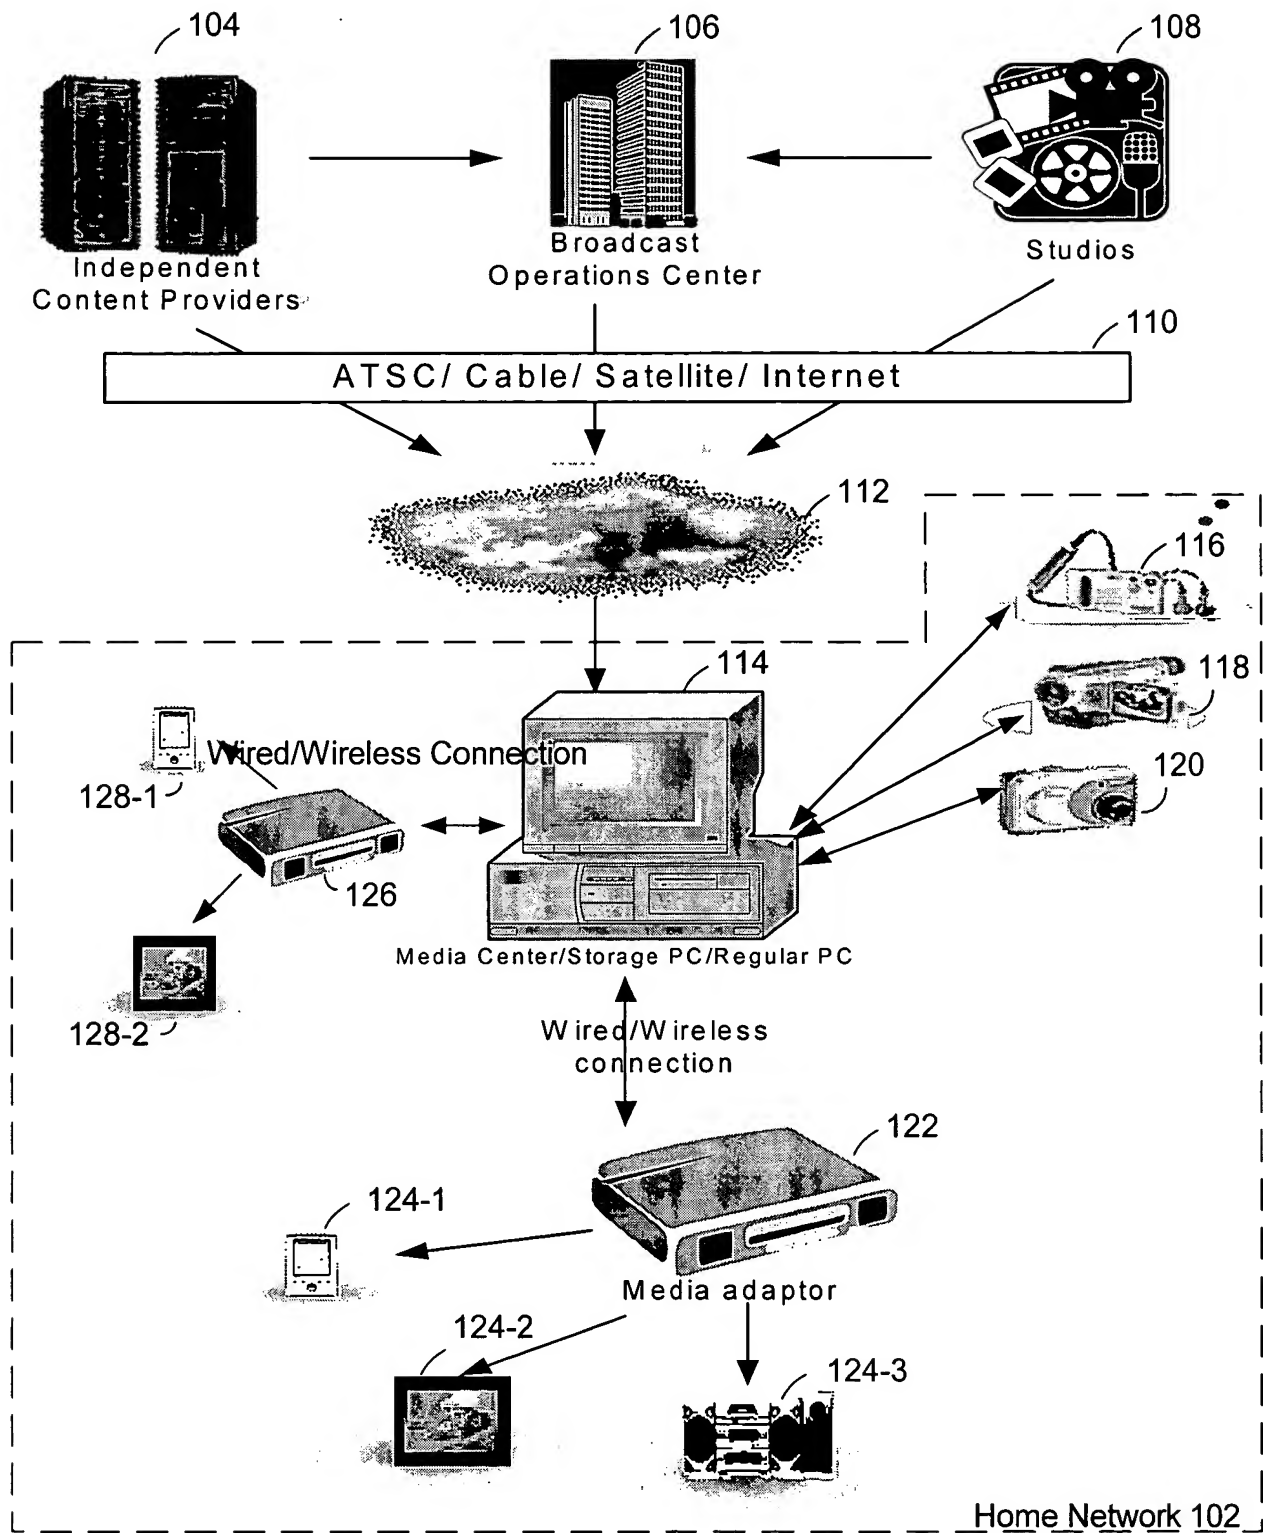 104
106
108
Independent
Content Providers
Broadcast
Operations Center
Studios
110
ATSC/ Cable/ Satellite/ Internet
112
116
114
118
Wired/Wireless Connection
128-1
120
126
Media Center/Storage PC/Regular PC
128-2
Wired/Wireless
connection
122
124-1
Media adaptor
124-2
124-3
Home Network 102